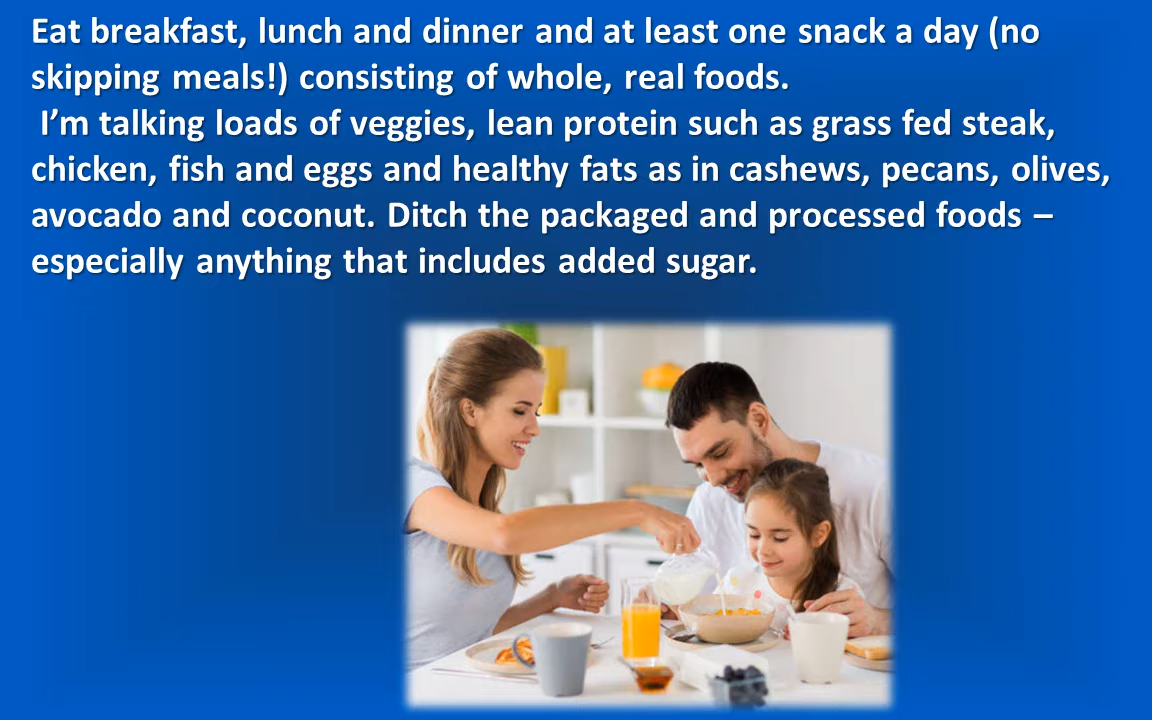 Eat breakfast, lunch and dinner and at least one snack a day (no
skipping meals!) consisting of whole, real foods.
I’m talking loads of veggies, lean protein such as grass fed steak,
chicken, fish and eggs and healthy fats as in cashews, pecans, olives,
avocado and coconut. Ditch the packaged and processed foods –
especially anything that includes added sugar.